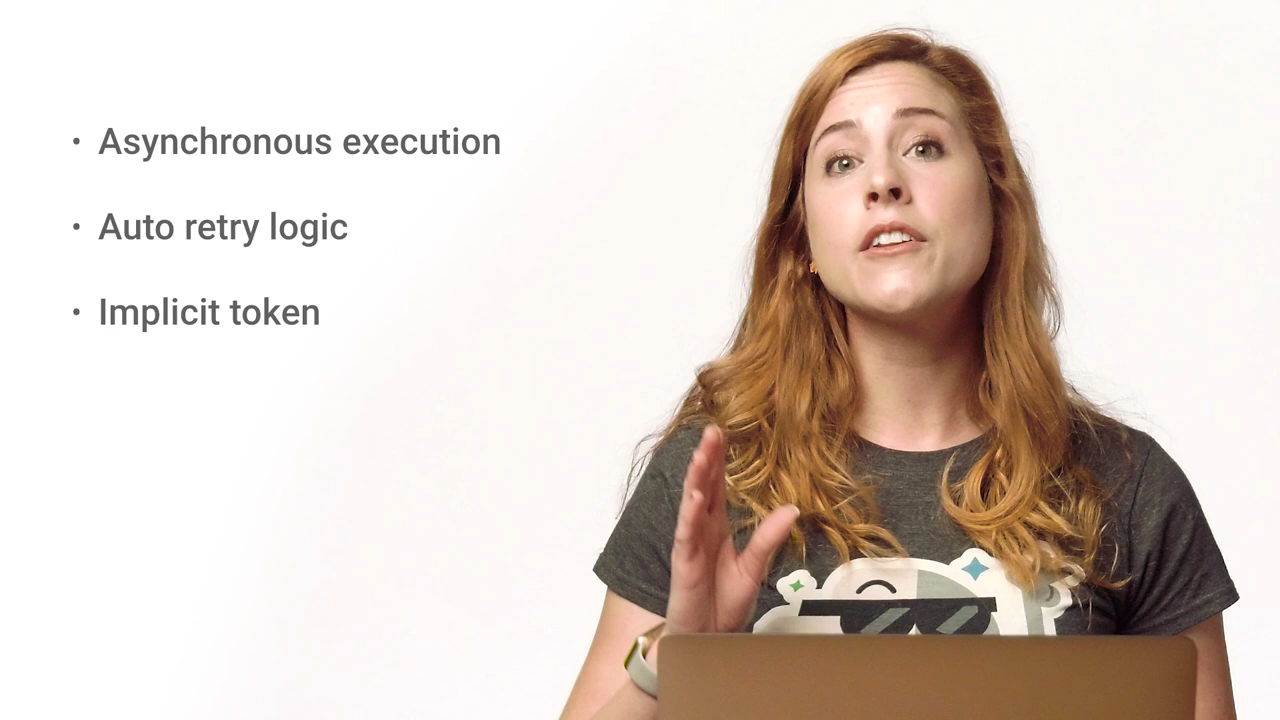 • Asynchronous execution
• Auto retry logic
• Implicit token